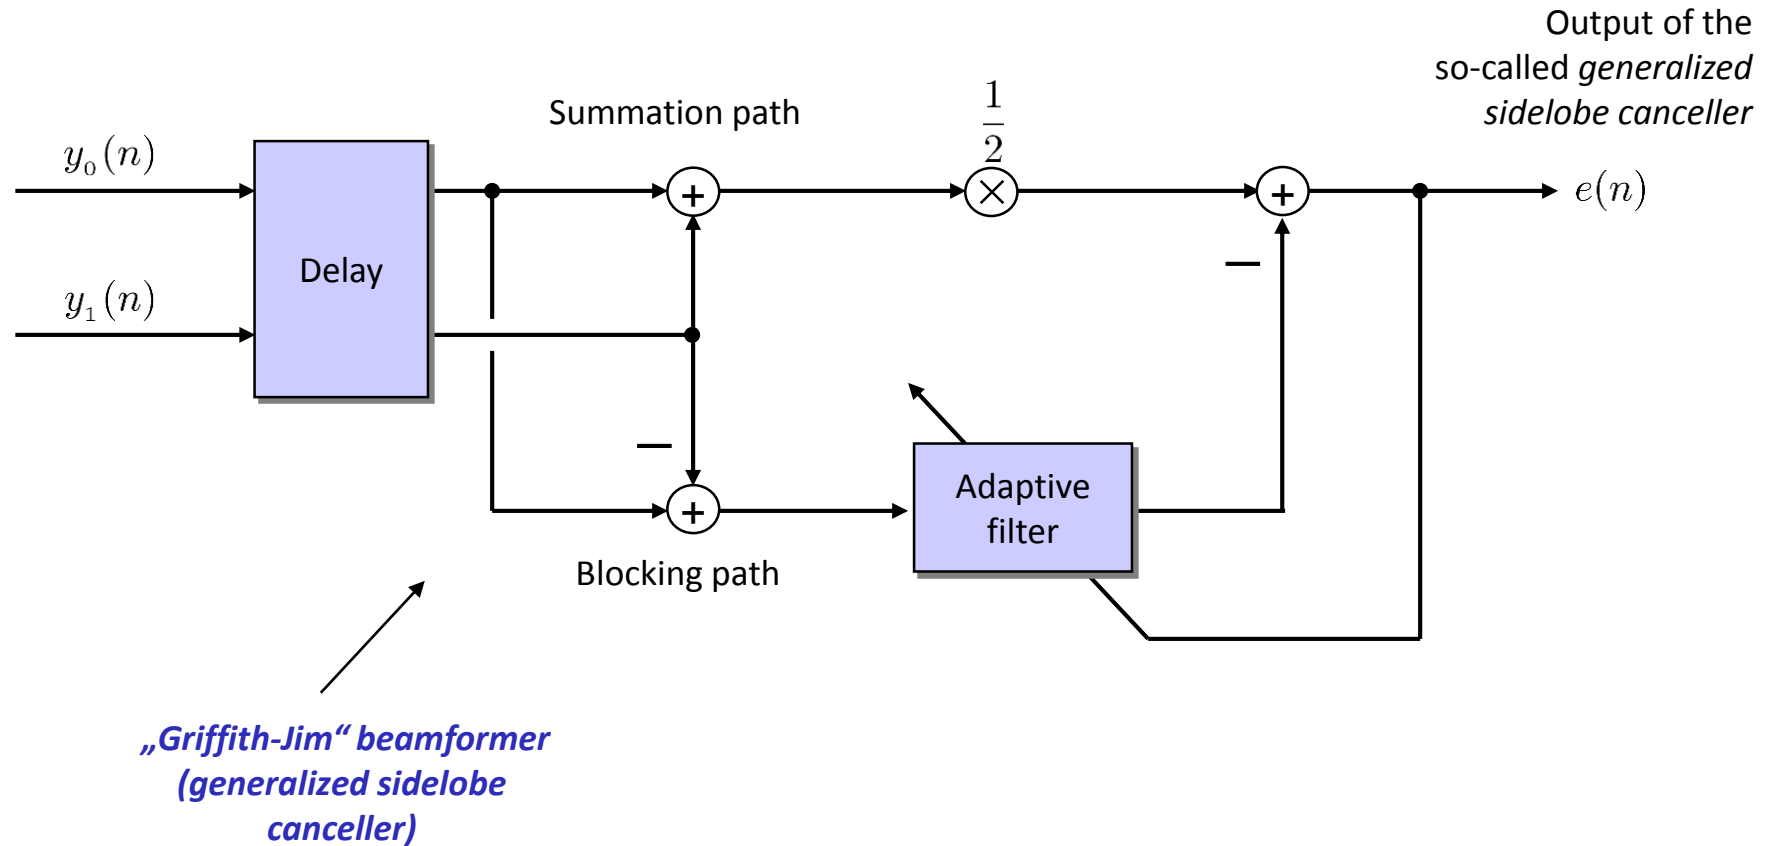 Output of the
so-called generalized
sidelobe canceller
Summation path
1
2
y₀(n)
+
×
+
e(n)
Delay
y₁(n)
–
–
Adaptive
filter
+
Blocking path
„Griffith-Jim“ beamformer
(generalized sidelobe
canceller)